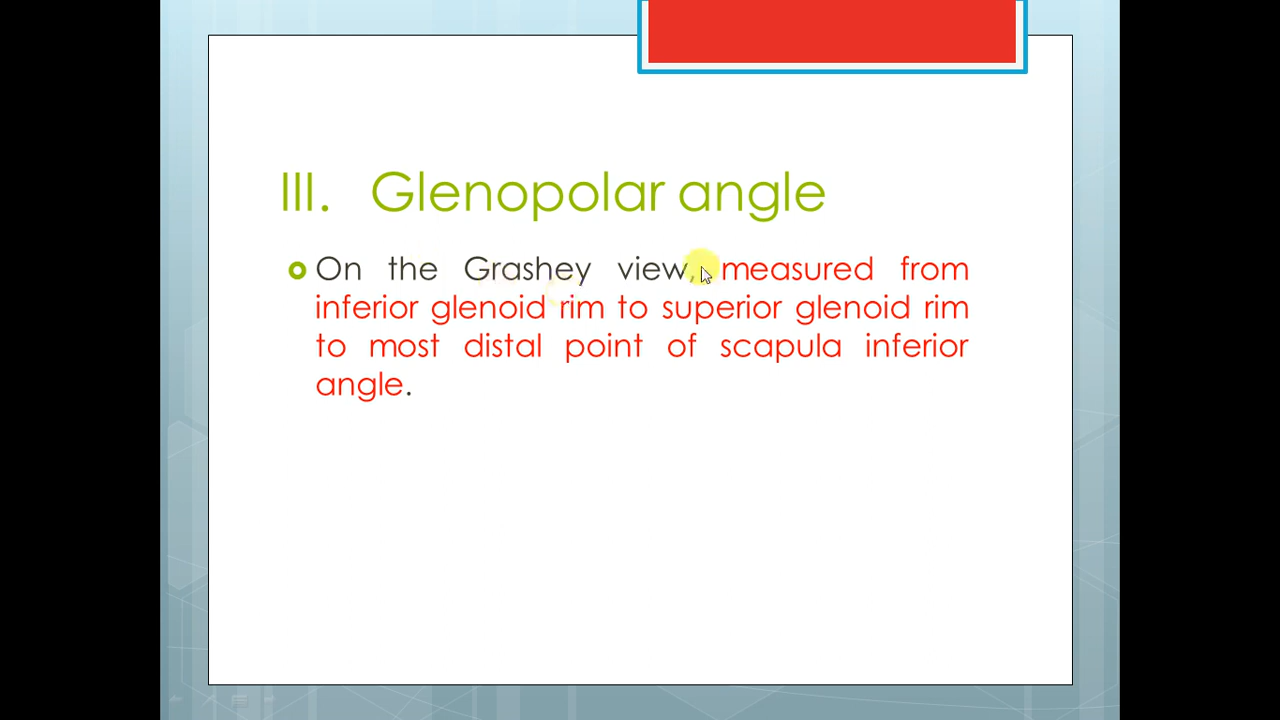 III. Glenopolar angle
On the Grashey view, measured from
inferior glenoid rim to superior glenoid rim
to most distal point of scapula inferior
angle.